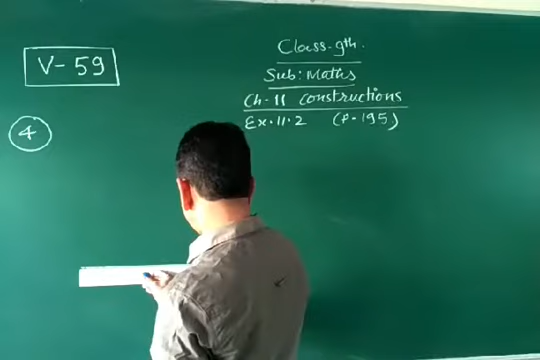 V-59
Class-9th.
Sub: Maths
Ch-11 Constructions
Ex.11.2 (P.195)
4